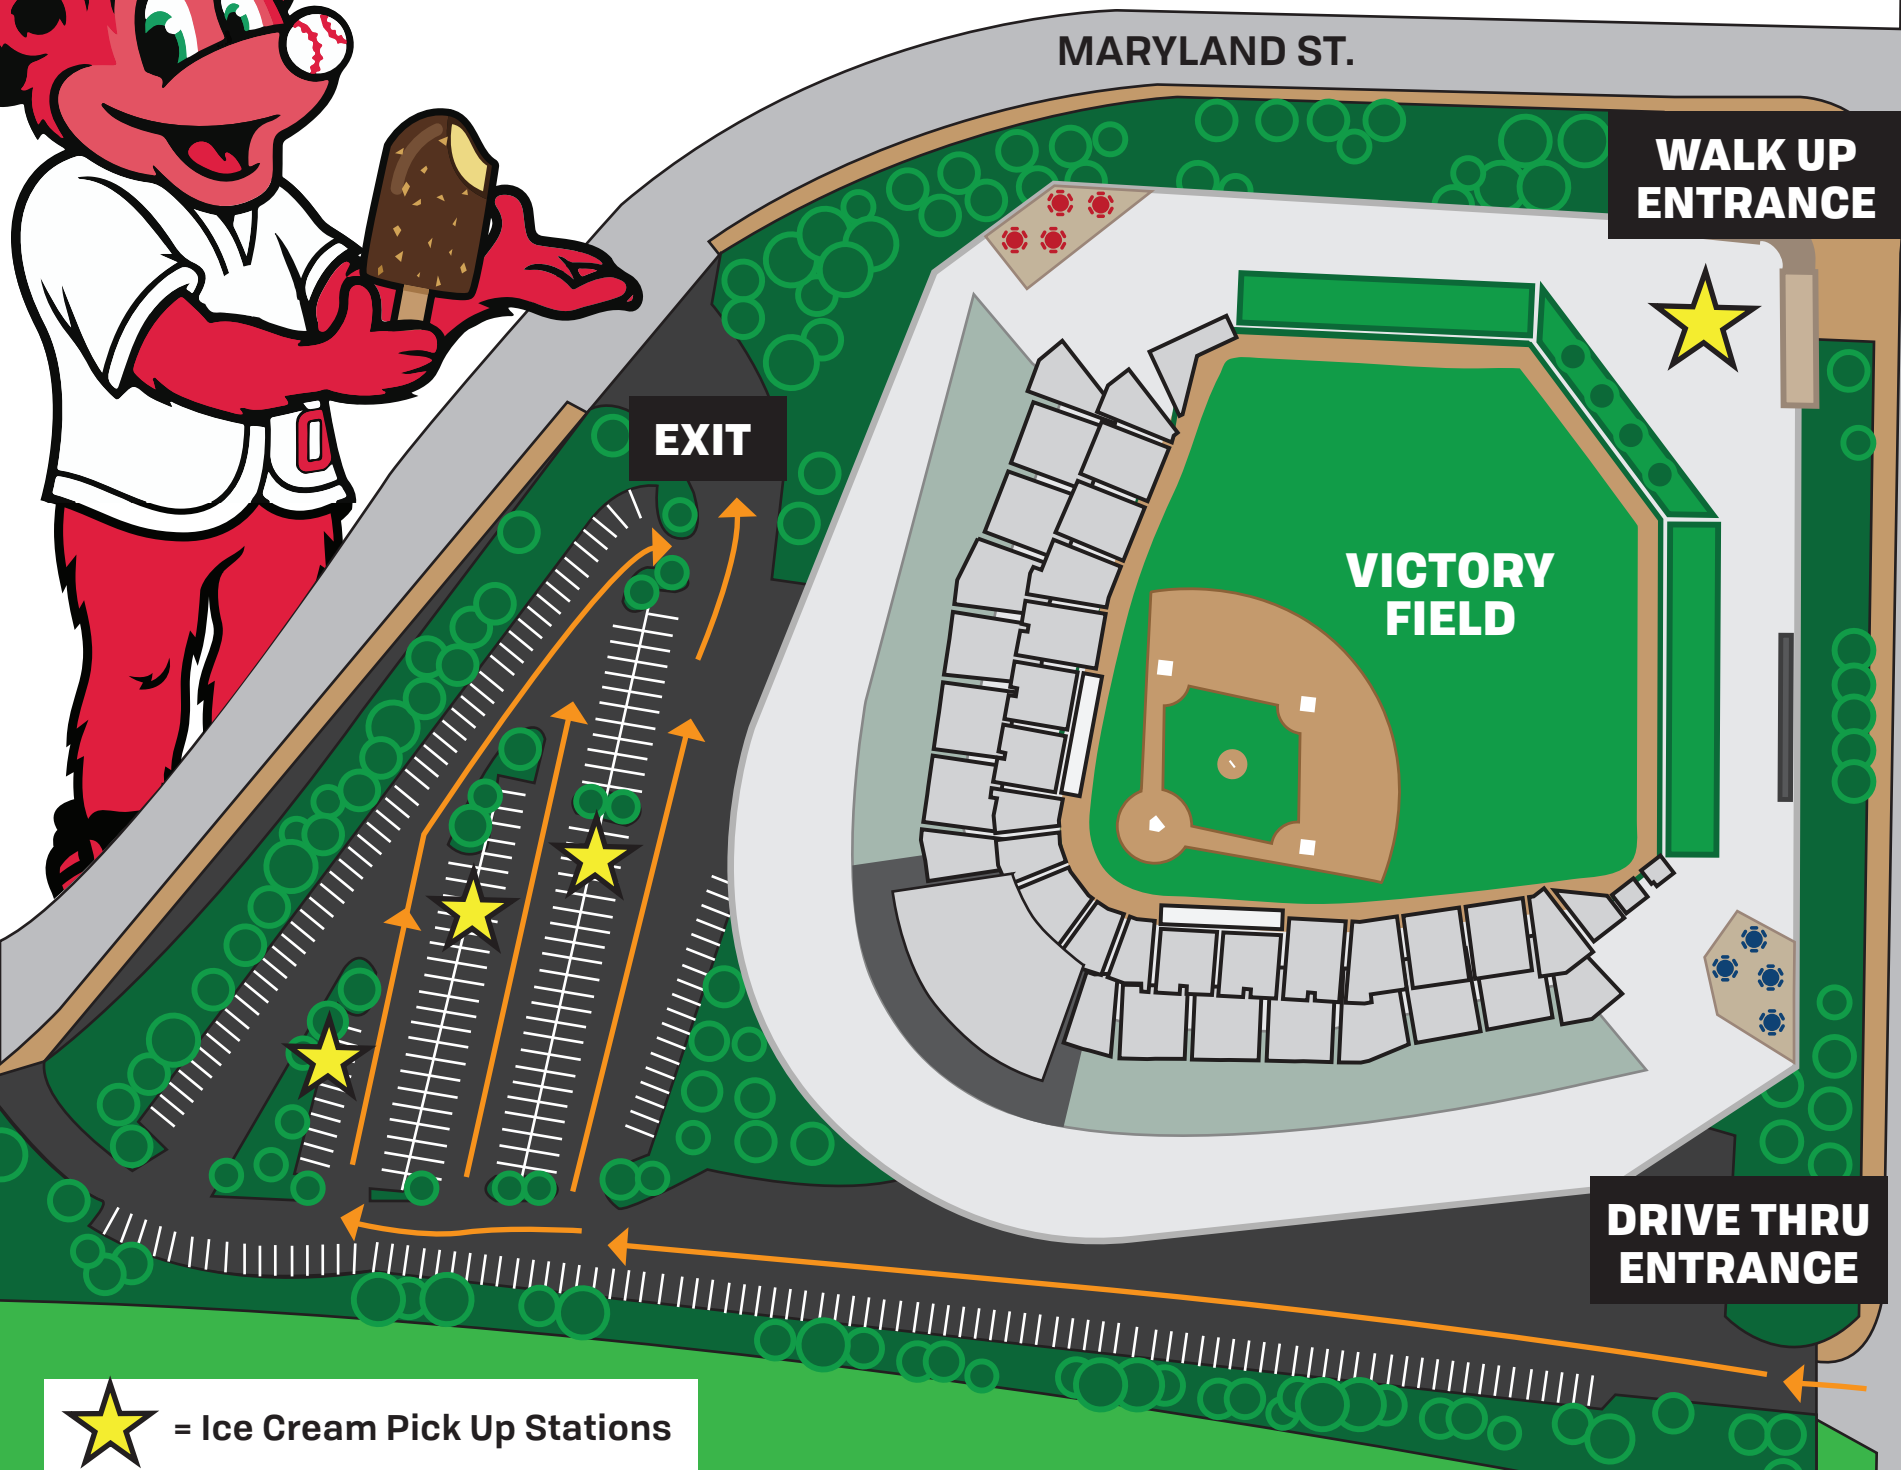 MARYLAND ST.
WALK UP
ENTRANCE
EXIT
VICTORY
FIELD
DRIVE THRU
ENTRANCE
= Ice Cream Pick Up Stations